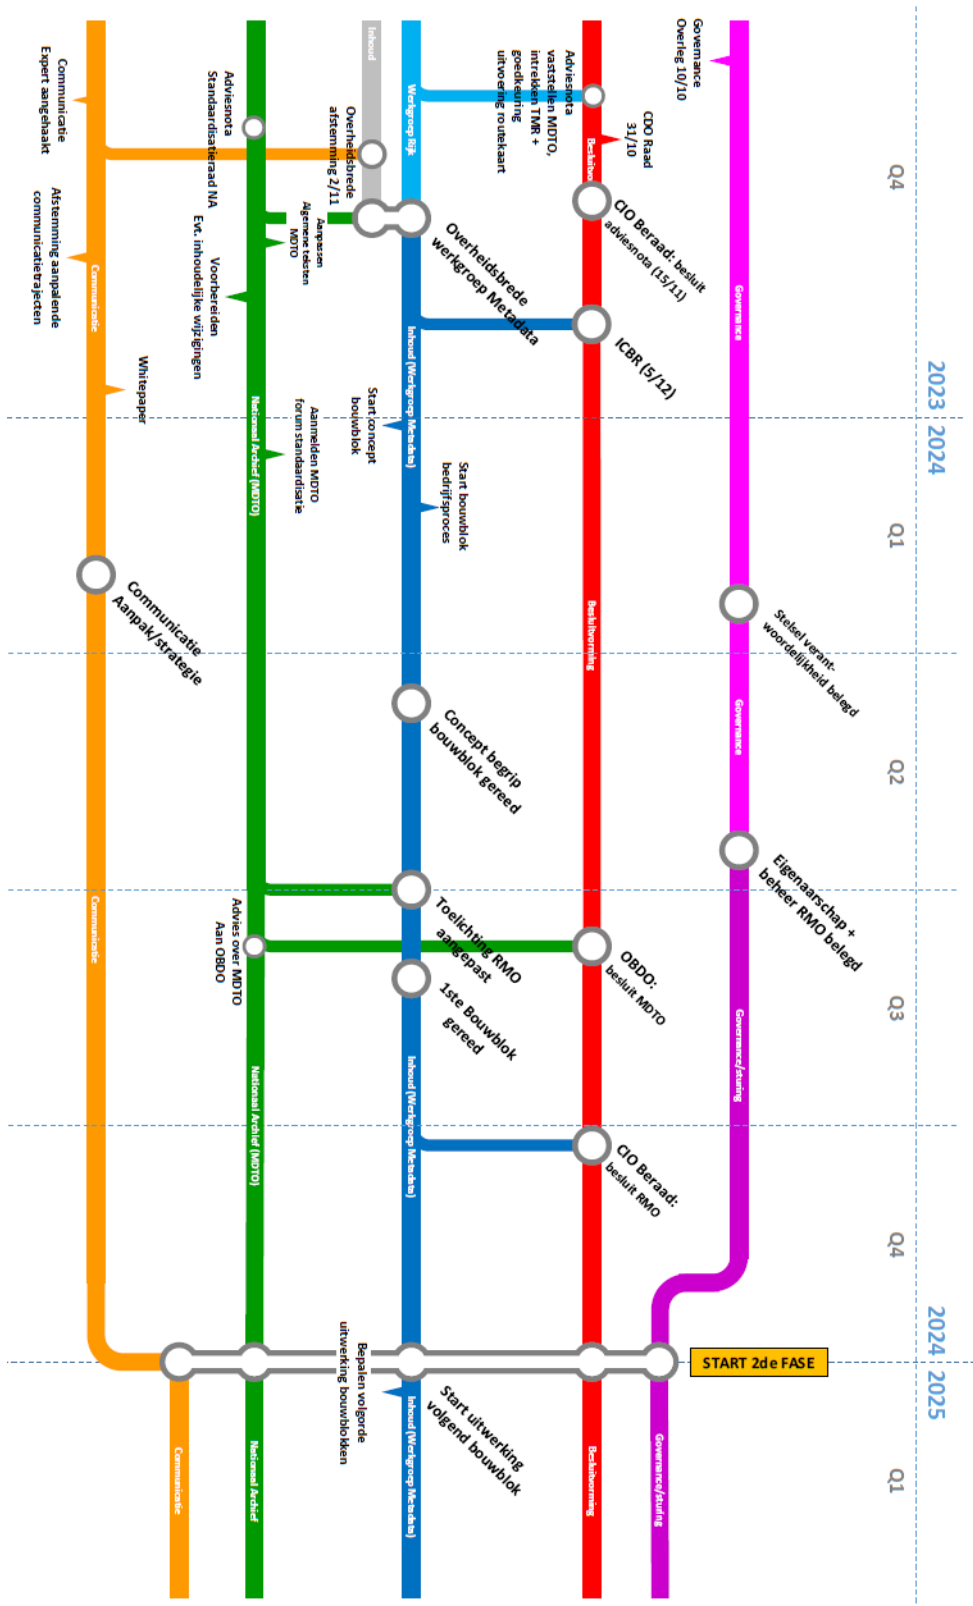 2023
2024
2024
2025
Q4
Q1
Q2
Q3
Q4
Q1
Governance
Overleg 10/10
Governance
Stelsel verant-
woordelijkheid belegd
Governance
Eigenaarschap +
beheer RMO belegd
Governance/sturing
START 2de FASE
Governance/sturing
CDO Raad
31/10
CIO Beraad: besluit
adviesnota (15/11)
ICBR (5/12)
Besluitvorming
OBDO:
besluit MDTO
CIO Beraad:
besluit RMO
Besluitvorming
Adviesnota
vaststellen MDTO,
intrekken TMR +
goedkeuring
uitvoering routekaart
Werkgroep Rijk
Overheidsbrede
werkgroep Metadata
Inhoud (Werkgroep Metadata)
Start bouwblok
bedrijfsproces
Concept begrip
bouwblok gereed
Toelichting RMO
aangepast
1ste Bouwblok
gereed
Inhoud (Werkgroep Metadata)
Start uitwerking
volgend bouwblok
Inhoud (Werkgroep Metadata)
Inhoud
Overheidsbrede
afstemming 2/11
Start concept
bouwblok
Bepalen volgorde
uitwerking bouwblokken
Aanpassen
Algemene teksten
MDTO
Aanmelden MDTO
forum standaardisatie
Nationaal Archief (MDTO)
Nationaal Archief (MDTO)
Nationaal Archief
Adviesnota
Standaardisatieraad NA
Voorbereiden
Evt. inhoudelijke wijzigingen
Advies over MDTO
Aan OBDO
Whitepaper
Communicatie
Aanpak/strategie
Communicatie
Communicatie
Communicatie
Communicatie
Expert aangehaakt
Afstemming aanpalende
communicatietrajecten